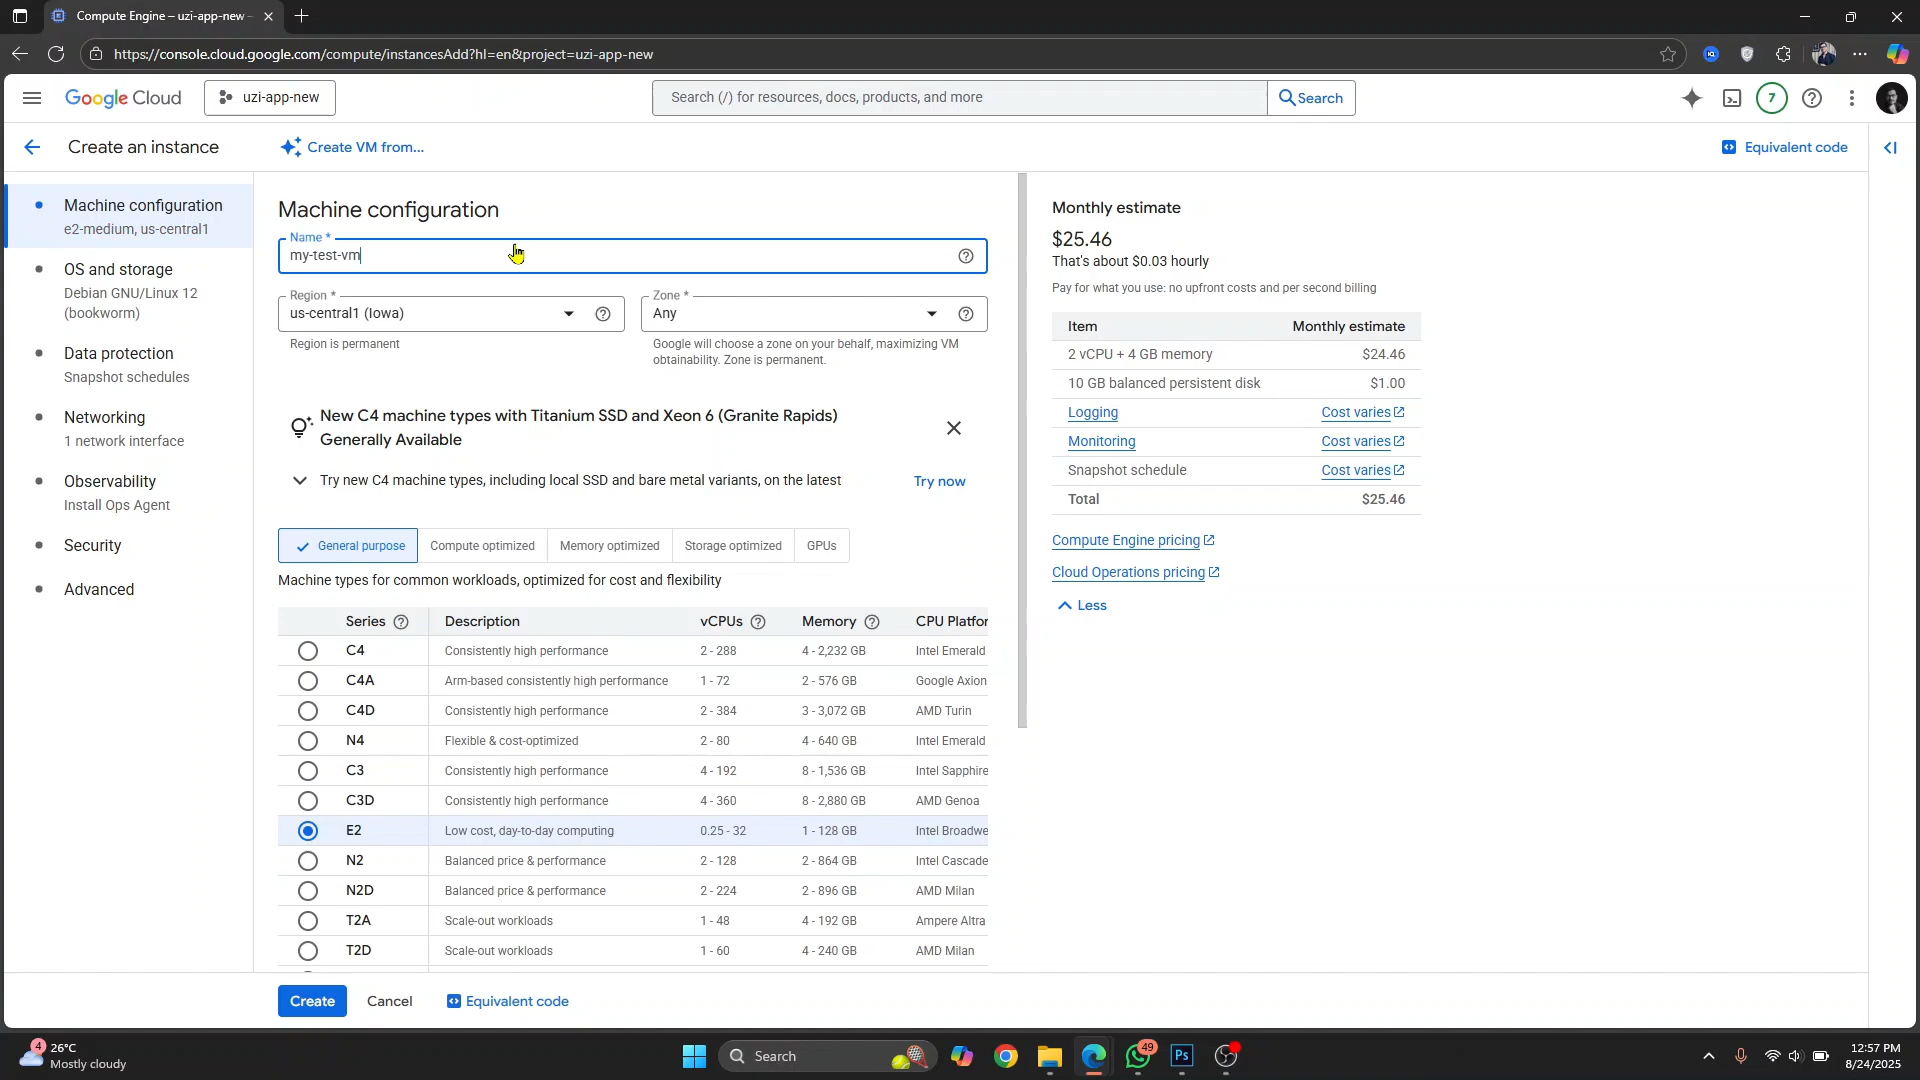 Compute Engine – uzi-app-new -
https://console.cloud.google.com/compute/instancesAdd?hl=en&project=uzi-app-new
Google Cloud
uzi-app-new
Search (/) for resources, docs, products, and more
Search
7
Create an instance
Create VM from...
Equivalent code
Machine configuration
e2-medium, us-central1
OS and storage
Debian GNU/Linux 12
(bookworm)
Data protection
Snapshot schedules
Networking
1 network interface
Observability
Install Ops Agent
Security
Advanced
Machine configuration
Name *
my-test-vm
Region *
us-central1 (Iowa)
Region is permanent
Zone *
Any
Google will choose a zone on your behalf, maximizing VM
obtainability. Zone is permanent.
New C4 machine types with Titanium SSD and Xeon 6 (Granite Rapids)
Generally Available
Try new C4 machine types, including local SSD and bare metal variants, on the latest
Try now
General purpose
Compute optimized
Memory optimized
Storage optimized
GPUs
Machine types for common workloads, optimized for cost and flexibility
Series Description vCPUs Memory CPU Platfor
C4 Consistently high performance 2 - 288 4 - 2,232 GB Intel Emerald
C4A Arm-based consistently high performance 1 - 72 2 - 576 GB Google Axion
C4D Consistently high performance 2 - 384 3 - 3,072 GB AMD Turin
N4 Flexible & cost-optimized 2 - 80 4 - 640 GB Intel Emerald
C3 Consistently high performance 4 - 192 8 - 1,536 GB Intel Sapphire
C3D Consistently high performance 4 - 360 8 - 2,880 GB AMD Genoa
E2 Low cost, day-to-day computing 0.25 - 32 1 - 128 GB Intel Broadwe
N2 Balanced price & performance 2 - 128 2 - 864 GB Intel Cascade
N2D Balanced price & performance 2 - 224 2 - 896 GB AMD Milan
T2A Scale-out workloads 1 - 48 4 - 192 GB Ampere Altra
T2D Scale-out workloads 1 - 60 4 - 240 GB AMD Milan
Create
Cancel
Equivalent code
Monthly estimate
$25.46
That's about $0.03 hourly
Pay for what you use: no upfront costs and per second billing
Item Monthly estimate
2 vCPU + 4 GB memory $24.46
10 GB balanced persistent disk $1.00
Logging Cost varies
Monitoring Cost varies
Snapshot schedule Cost varies
Total $25.46
Compute Engine pricing
Cloud Operations pricing
Less
4
26°C
Mostly cloudy
Search
49
Ps
12:57 PM
8/24/2025